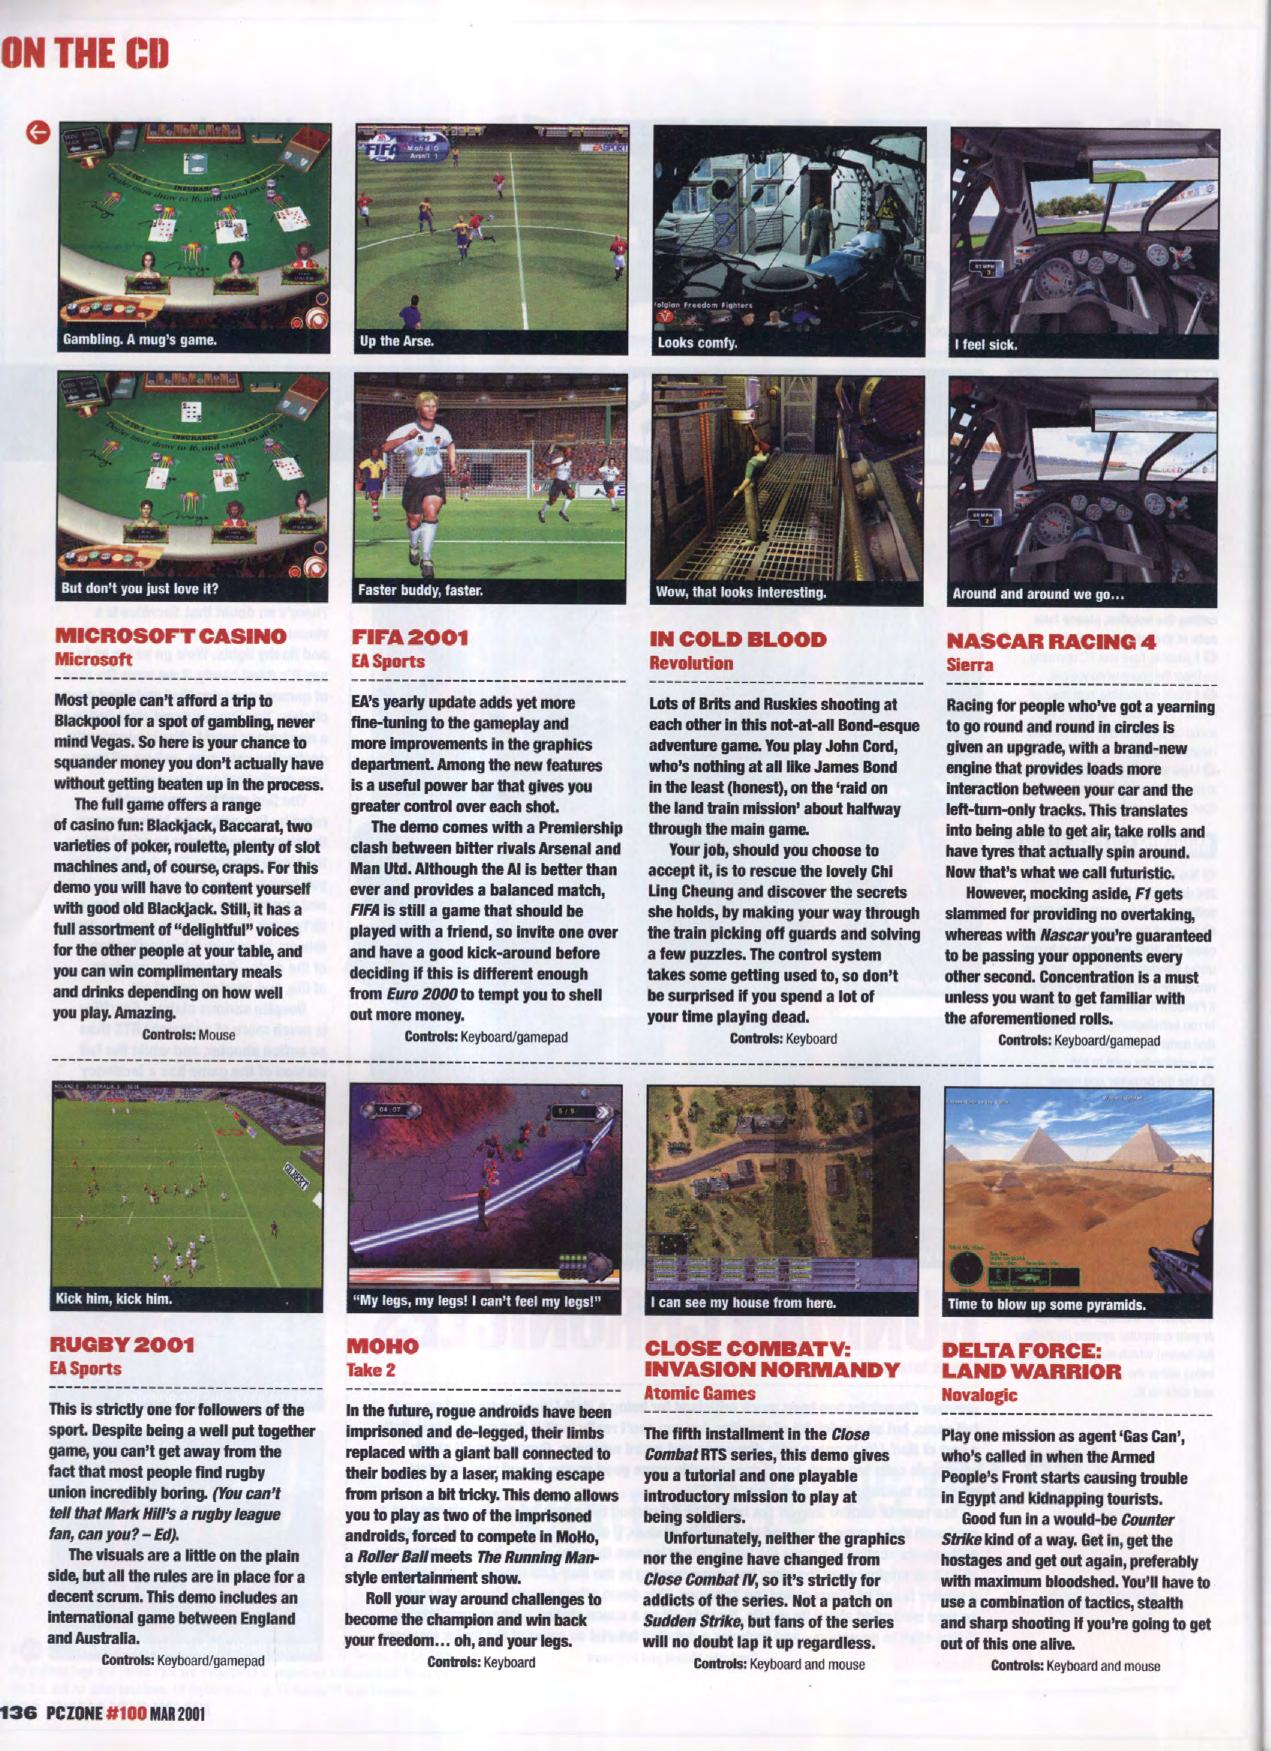 ON THE CD
Gambling. A mug's game.
Up the Arse.
Looks comfy.
I feel sick.
But don't you just love it?
Faster buddy, faster.
Wow, that looks interesting.
Around and around we go...
MICROSOFT CASINO
Microsoft
Most people can't afford a trip to
Blackpool for a spot of gambling, never
mind Vegas. So here is your chance to
squander money you don't actually have
without getting beaten up in the process.
The full game offers a range
of casino fun: Blackjack, Baccarat, two
varieties of poker, roulette, plenty of slot
machines and, of course, craps. For this
demo you will have to content yourself
with good old Blackjack. Still, it has a
full assortment of "delightful" voices
for the other people at your table, and
you can win complimentary meals
and drinks depending on how well
you play. Amazing.
Controls: Mouse
FIFA 2001
EA Sports
EA's yearly update adds yet more
fine-tuning to the gameplay and
more improvements in the graphics
department. Among the new features
is a useful power bar that gives you
greater control over each shot.
The demo comes with a Premiership
clash between bitter rivals Arsenal and
Man Utd. Although the AI is better than
ever and provides a balanced match,
FIFA is still a game that should be
played with a friend, so invite one over
and have a good kick-around before
deciding if this is different enough
from Euro 2000 to tempt you to shell
out more money.
Controls: Keyboard/gamepad
IN COLD BLOOD
Revolution
Lots of Brits and Ruskies shooting at
each other in this not-at-all Bond-esque
adventure game. You play John Cord,
who's nothing at all like James Bond
in the least (honest), on the 'raid on
the land train mission' about halfway
through the main game.
Your job, should you choose to
accept it, is to rescue the lovely Chi
Ling Cheung and discover the secrets
she holds, by making your way through
the train picking off guards and solving
a few puzzles. The control system
takes some getting used to, so don't
be surprised if you spend a lot of
your time playing dead.
Controls: Keyboard
NASCAR RACING 4
Sierra
Racing for people who've got a yearning
to go round and round in circles is
given an upgrade, with a brand-new
engine that provides loads more
interaction between your car and the
left-turn-only tracks. This translates
into being able to get air, take rolls and
have tyres that actually spin around.
Now that's what we call futuristic.
However, mocking aside, F1 gets
slammed for providing no overtaking,
whereas with Nascar you're guaranteed
to be passing your opponents every
other second. Concentration is a must
unless you want to get familiar with
the aforementioned rolls.
Controls: Keyboard/gamepad
Kick him, kick him.
"My legs, my legs! I can't feel my legs!"
I can see my house from here.
Time to blow up some pyramids.
RUGBY 2001
EA Sports
This is strictly one for followers of the
sport. Despite being a well put together
game, you can't get away from the
fact that most people find rugby
union incredibly boring. (You can't
tell that Mark Hill's a rugby league
fan, can you? – Ed).
The visuals are a little on the plain
side, but all the rules are in place for a
decent scrum. This demo includes an
international game between England
and Australia.
Controls: Keyboard/gamepad
MOHO
Take 2
In the future, rogue androids have been
imprisoned and de-legged, their limbs
replaced with a giant ball connected to
their bodies by a laser, making escape
from prison a bit tricky. This demo allows
you to play as two of the imprisoned
androids, forced to compete in MoHo,
a Roller Ball meets The Running Man-
style entertainment show.
Roll your way around challenges to
become the champion and win back
your freedom... oh, and your legs.
Controls: Keyboard
CLOSE COMBAT V:
INVASION NORMANDY
Atomic Games
The fifth installment in the Close
Combat RTS series, this demo gives
you a tutorial and one playable
introductory mission to play at
being soldiers.
Unfortunately, neither the graphics
nor the engine have changed from
Close Combat IV, so it's strictly for
addicts of the series. Not a patch on
Sudden Strike, but fans of the series
will no doubt lap it up regardless.
Controls: Keyboard and mouse
DELTA FORCE:
LAND WARRIOR
Novalogic
Play one mission as agent 'Gas Can',
who's called in when the Armed
People's Front starts causing trouble
in Egypt and kidnapping tourists.
Good fun in a would-be Counter
Strike kind of a way. Get in, get the
hostages and get out again, preferably
with maximum bloodshed. You'll have to
use a combination of tactics, stealth
and sharp shooting if you're going to get
out of this one alive.
Controls: Keyboard and mouse
136 PCZONE #100 MAR 2001